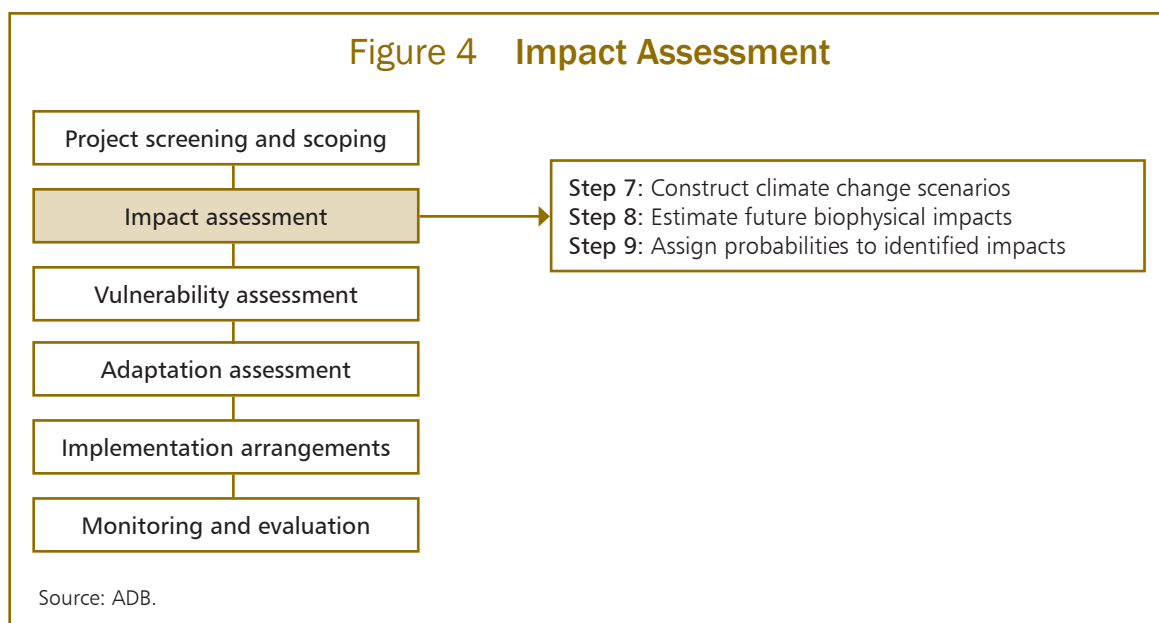 Figure 4 Impact Assessment
Project screening and scoping
Impact assessment
Step 7: Construct climate change scenarios
Step 8: Estimate future biophysical impacts
Step 9: Assign probabilities to identified impacts
Vulnerability assessment
Adaptation assessment
Implementation arrangements
Monitoring and evaluation
Source: ADB.